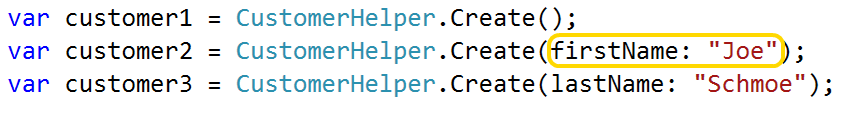 var customer1 = CustomerHelper.Create();
var customer2 = CustomerHelper.Create(firstName: "Joe");
var customer3 = CustomerHelper.Create(lastName: "Schmoe");